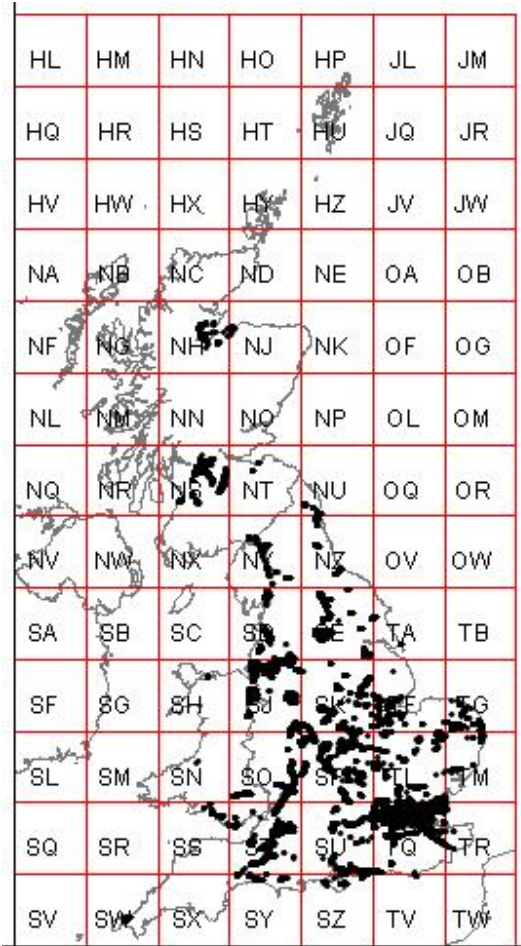 HL HM HN HO HP JL JM
HQ HR HS HT HU JQ JR
HV HW HX HY HZ JV JW
NA NB NC ND NE OA OB
NF NG NH NJ NK OF OG
NL NM NN NO NP OL OM
NQ NR NS NT NU OQ OR
NV NW NX NY NZ OV OW
SA SB SC SD SE TA TB
SF SG SH SJ SK TF TG
SL SM SN SO SP TL TM
SQ SR SS ST SU TQ TR
SV SW SX SY SZ TV TW